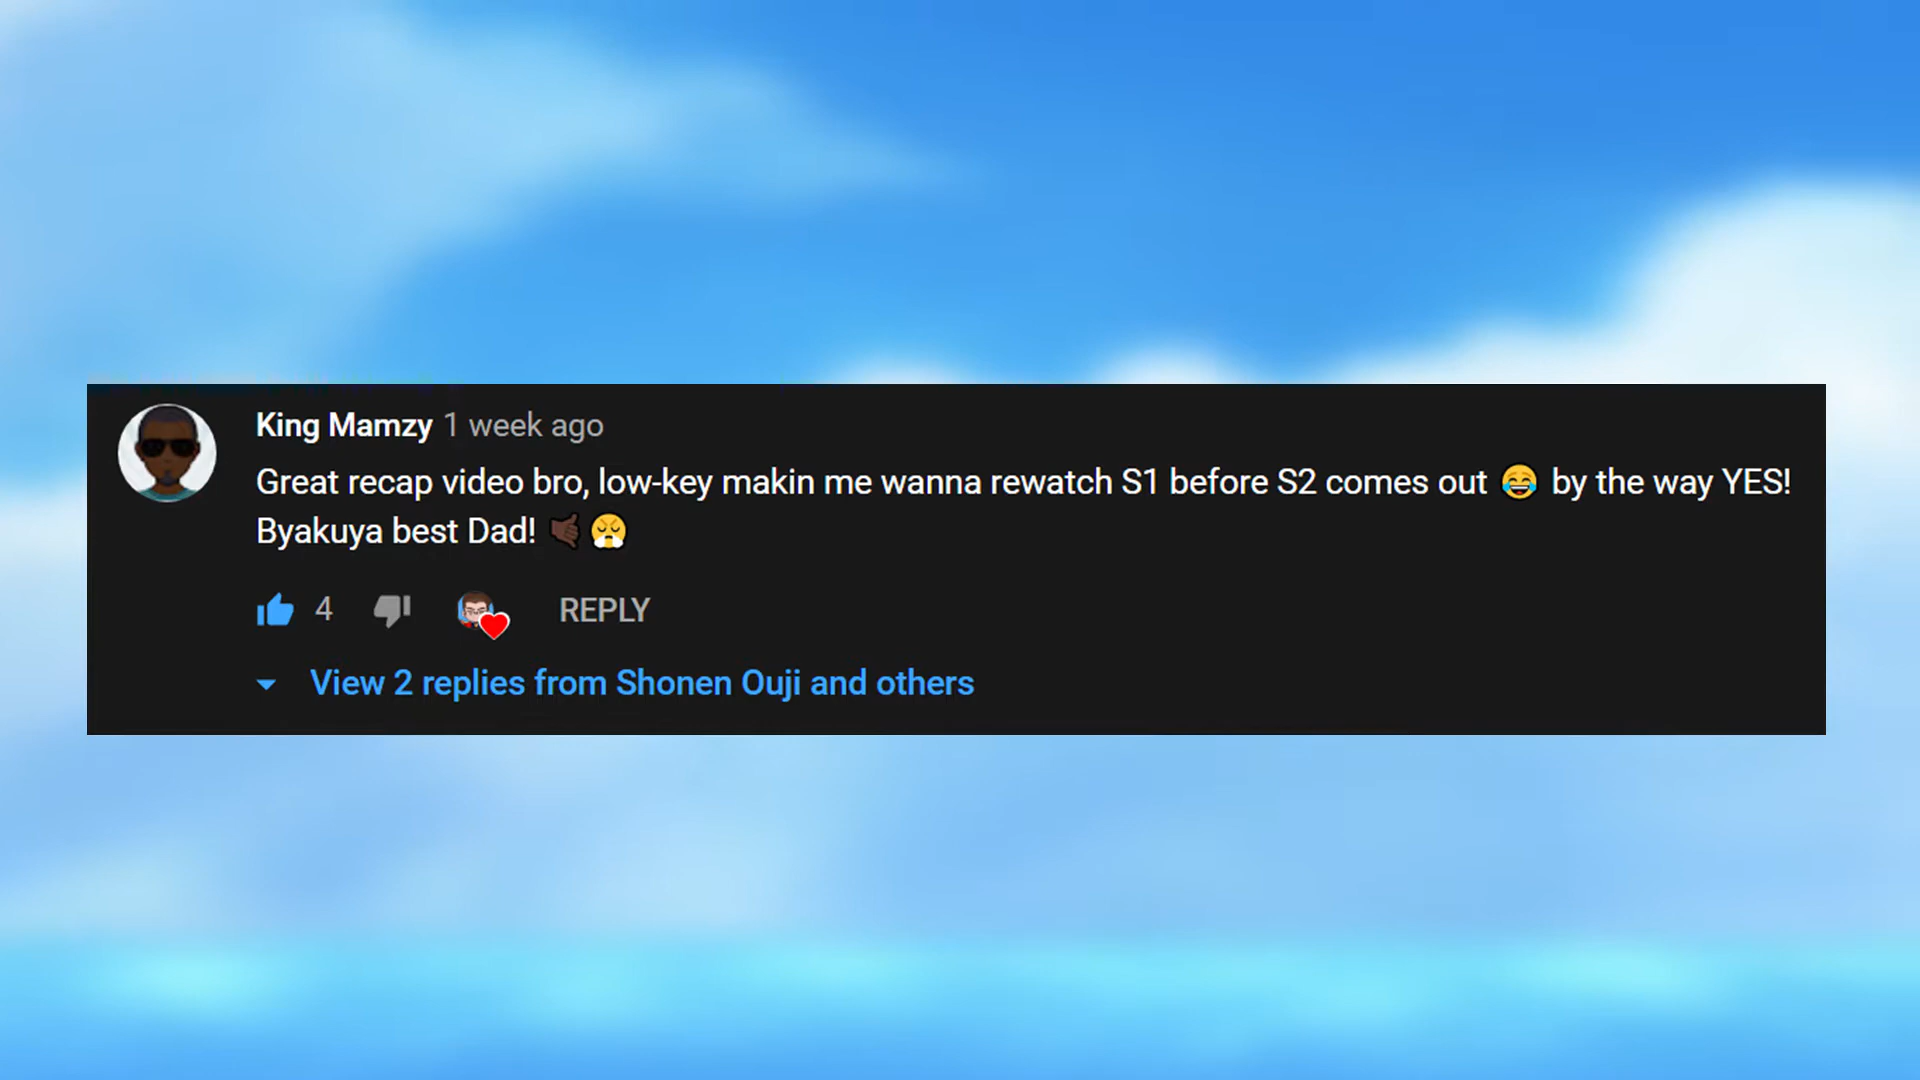 King Mamzy 1 week ago
Great recap video bro, low-key makin me wanna rewatch S1 before S2 comes out 😂 by the way YES!
Byakuya best Dad! 🤙🏿😤
4 REPLY
View 2 replies from Shonen Ouji and others